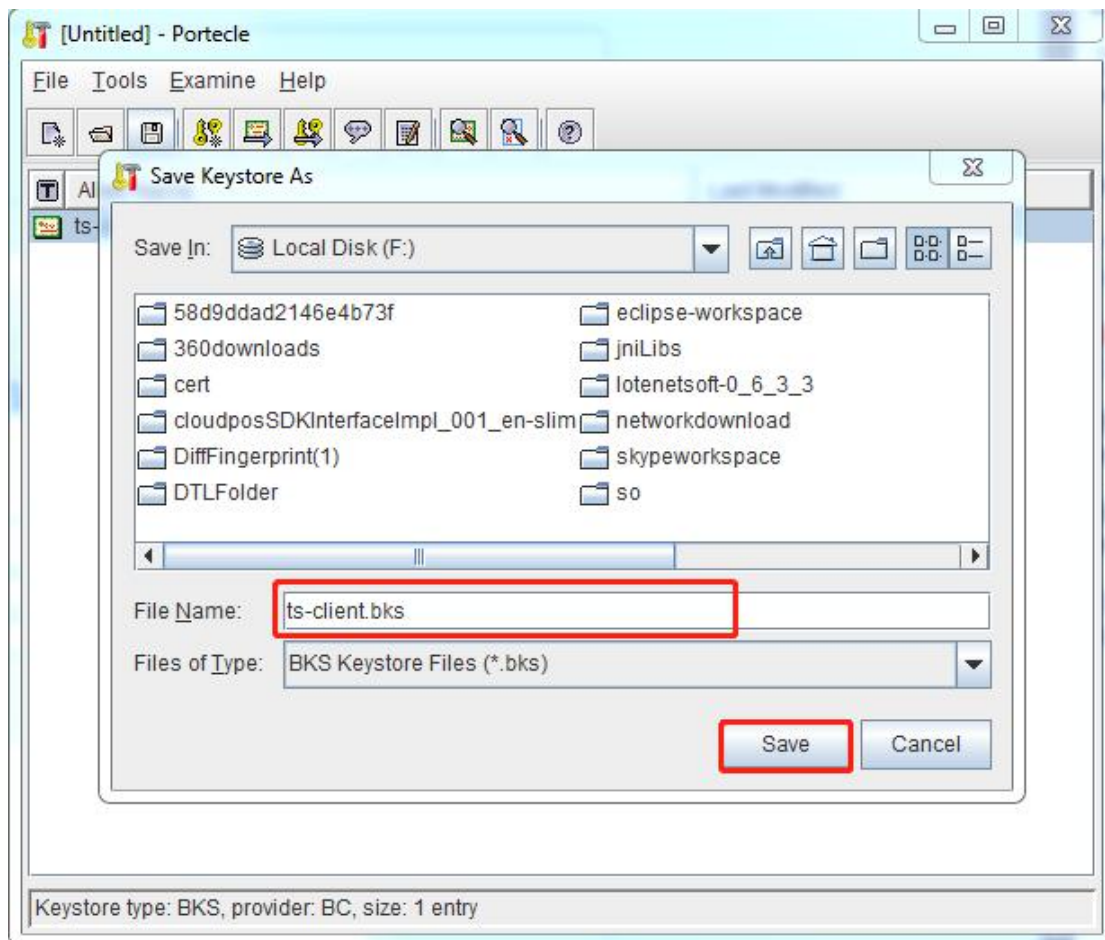 [Untitled] - Portecle
File Tools Examine Help
Save Keystore As
Al
ts-
Save In: Local Disk (F:)
58d9ddad2146e4b73f eclipse-workspace
360downloads jniLibs
cert lotenetsoft-0_6_3_3
cloudposSDKInterfaceImpl_001_en-slim networkdownload
DiffFingerprint(1) skypeworkspace
DTLFolder so
File Name: ts-client.bks
Files of Type: BKS Keystore Files (*.bks)
Save Cancel
Keystore type: BKS, provider: BC, size: 1 entry